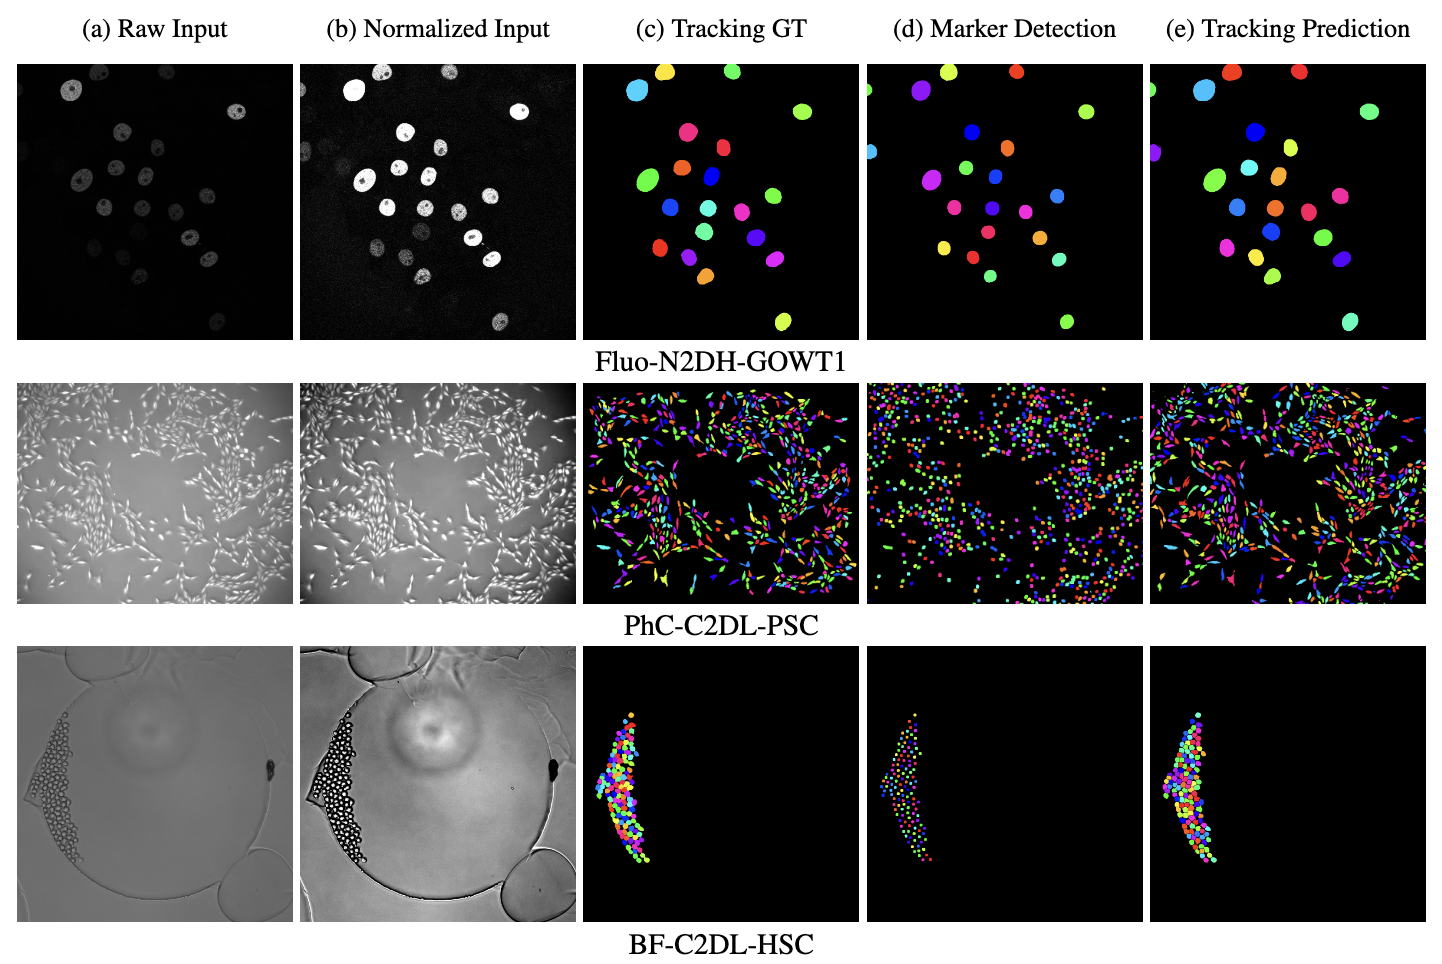 (a) Raw Input
(b) Normalized Input
(c) Tracking GT
(d) Marker Detection
(e) Tracking Prediction
Fluo-N2DH-GOWT1
PhC-C2DL-PSC
BF-C2DL-HSC